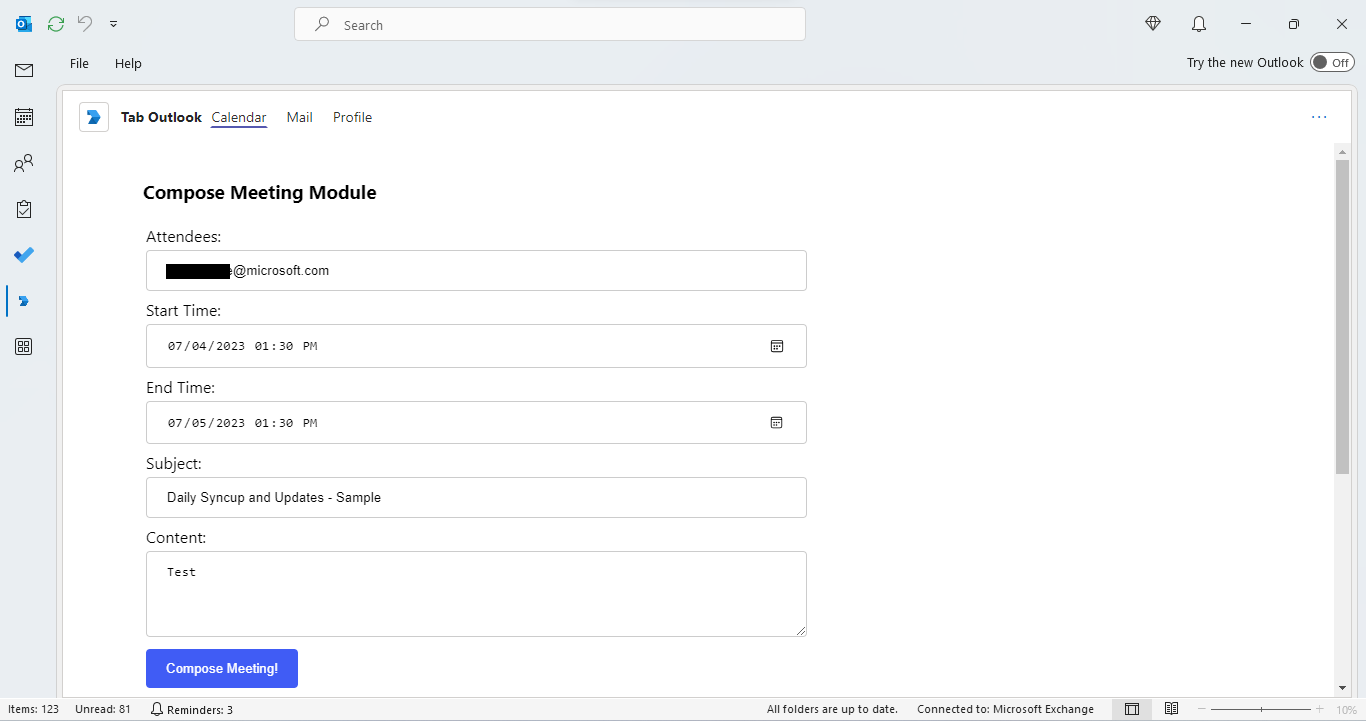 Search
File Help
Try the new Outlook Off
Tab Outlook Calendar Mail Profile
Compose Meeting Module
Attendees:
@microsoft.com
Start Time:
07/04/2023 01:30 PM
End Time:
07/05/2023 01:30 PM
Subject:
Daily Syncup and Updates - Sample
Content:
Test
Compose Meeting!
Items: 123 Unread: 81 Reminders: 3 All folders are up to date. Connected to: Microsoft Exchange 10%